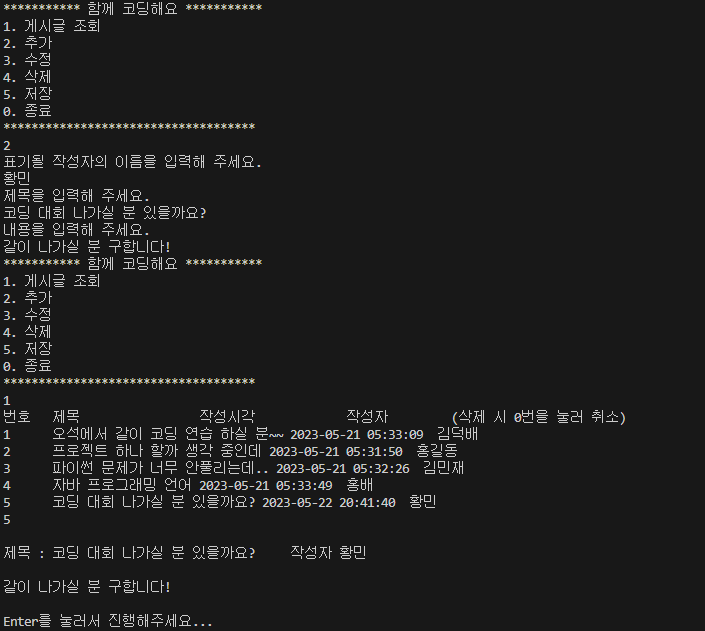 *********** 함께 코딩해요 ***********
1. 게시글 조회
2. 추가
3. 수정
4. 삭제
5. 저장
0. 종료
************************************
2
표기될 작성자의 이름을 입력해 주세요.
황민
제목을 입력해 주세요.
코딩 대회 나가실 분 있을까요?
내용을 입력해 주세요.
같이 나가실 분 구합니다!
*********** 함께 코딩해요 ***********
1. 게시글 조회
2. 추가
3. 수정
4. 삭제
5. 저장
0. 종료
************************************
1
번호 제목 작성시각 작성자 (삭제 시 0번을 눌러 취소)
1 오석에서 같이 코딩 연습 하실 분~~ 2023-05-21 05:33:09 김덕배
2 프로젝트 하나 할까 생각 중인데 2023-05-21 05:31:50 홍길동
3 파이썬 문제가 너무 안풀리는데.. 2023-05-21 05:32:26 김민재
4 자바 프로그래밍 언어 2023-05-21 05:33:49 홍배
5 코딩 대회 나가실 분 있을까요? 2023-05-22 20:41:40 황민
5
제목 : 코딩 대회 나가실 분 있을까요? 작성자 황민
같이 나가실 분 구합니다!
Enter를 눌러서 진행해주세요...